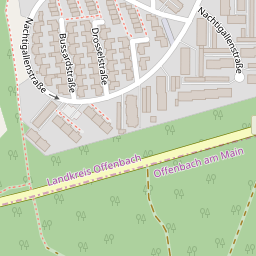 Nachtigallenstraße
Bussardstraße
Drosselstraße
Nachtigallenstraße
Landkreis Offenbach
Offenbach am Main